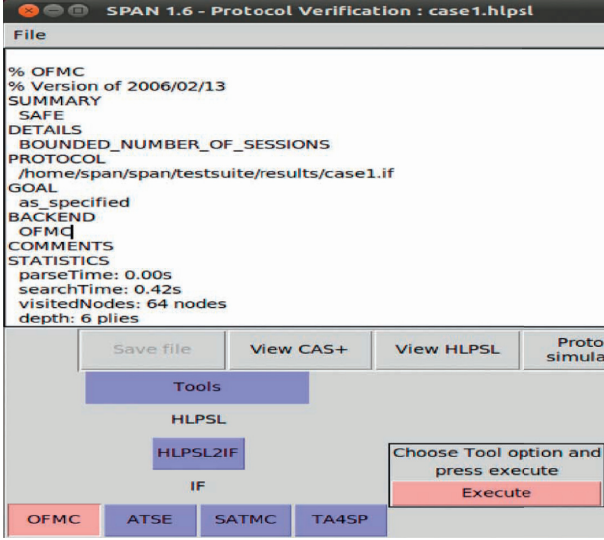 SPAN 1.6 - Protocol Verification : case1.hlpsl
File
% OFMC
% Version of 2006/02/13
SUMMARY
SAFE
DETAILS
BOUNDED_NUMBER_OF_SESSIONS
PROTOCOL
/home/span/span/testsuite/results/case1.if
GOAL
as_specified
BACKEND
OFMC
COMMENTS
STATISTICS
parseTime: 0.00s
searchTime: 0.42s
visitedNodes: 64 nodes
depth: 6 plies
Save file View CAS+ View HLPSL Proto
simula
Tools
HLPSL
HLPSL2IF
Choose Tool option and
press execute
IF
Execute
OFMC ATSE SATMC TA4SP